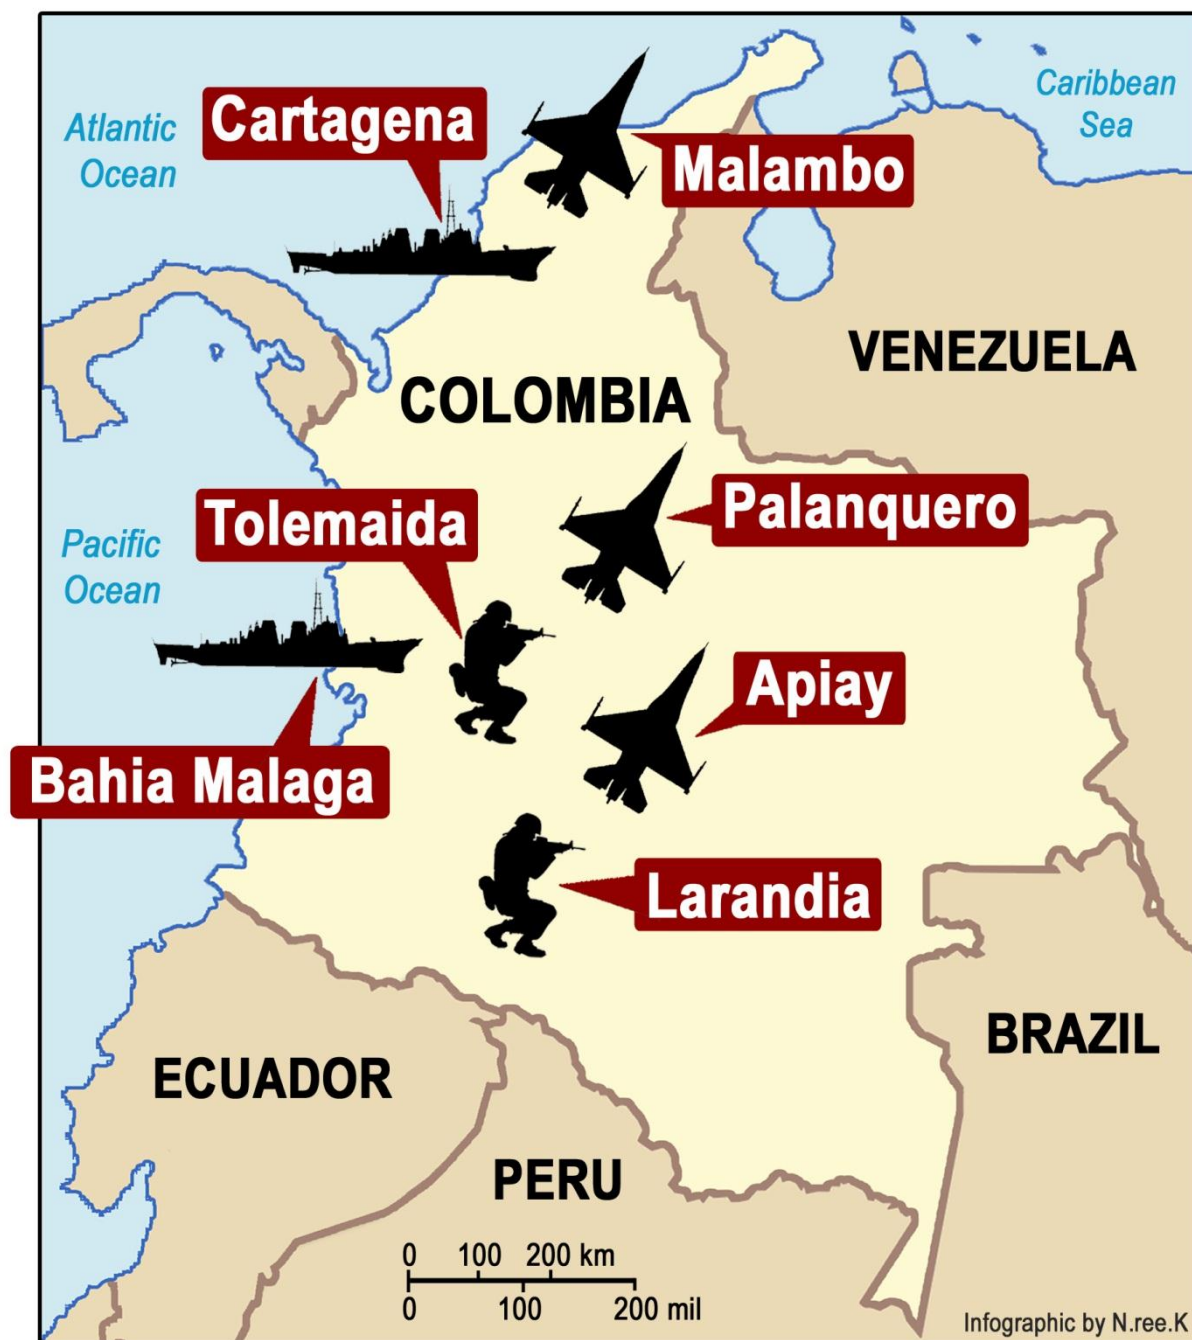 Atlantic
Ocean
Cartagena
Malambo
Caribbean
Sea
VENEZUELA
COLOMBIA
Tolemaida
Palanquero
Pacific
Ocean
Apiay
Bahia Malaga
Larandia
BRAZIL
ECUADOR
PERU
0 100 200 km
0 100 200 mil
Infographic by N.ree.K